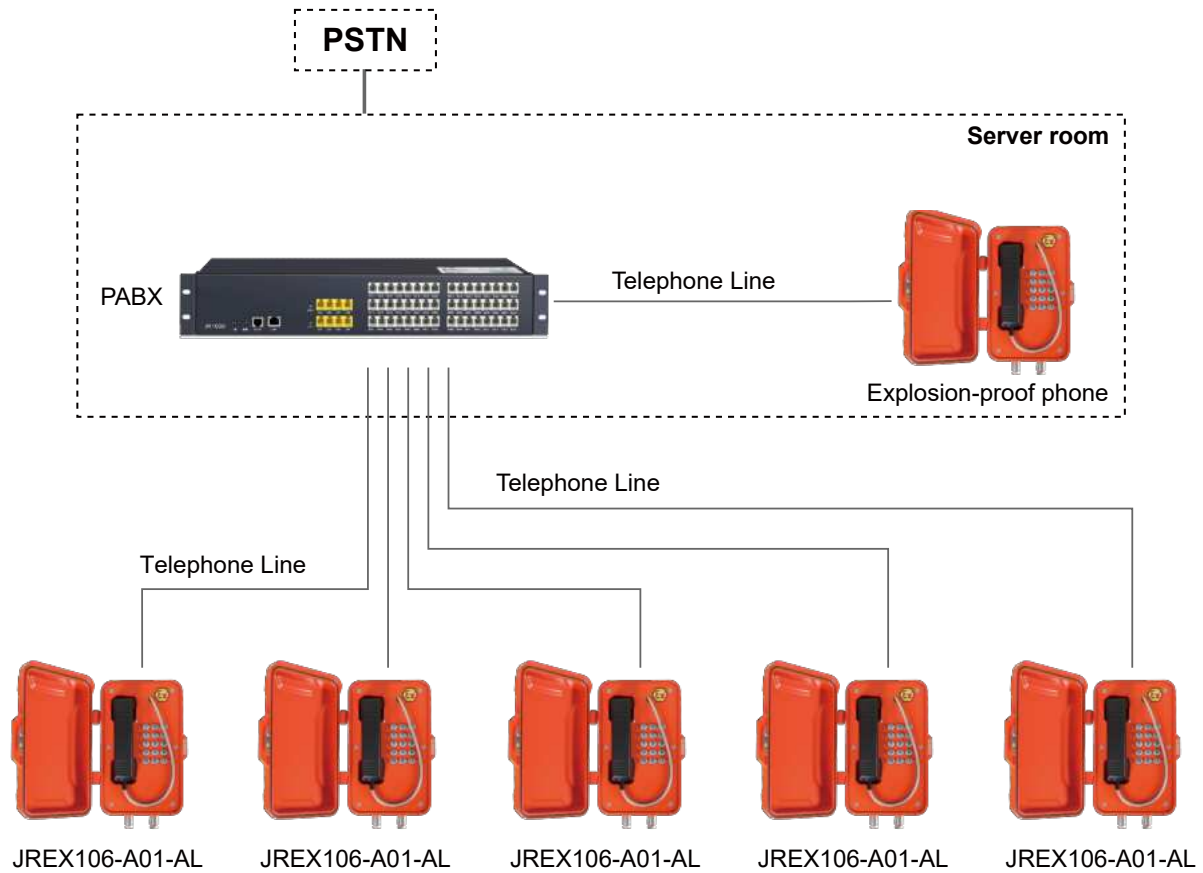 PSTN
Server room
PABX
Telephone Line
Explosion-proof phone
Telephone Line
Telephone Line
JREX106-A01-AL
JREX106-A01-AL
JREX106-A01-AL
JREX106-A01-AL
JREX106-A01-AL